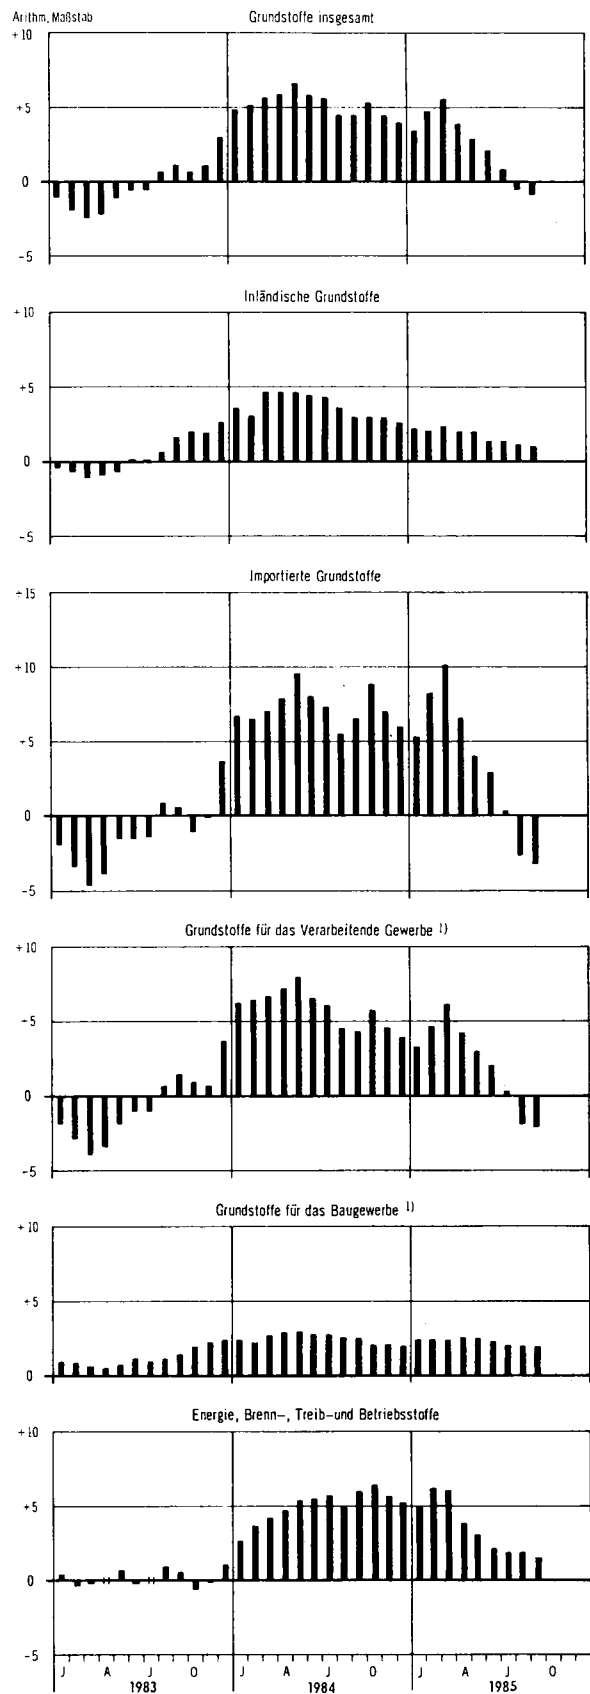 Arithm. Maßstab
Grundstoffe insgesamt
+10
+5
0
-5
Inländische Grundstoffe
+10
+5
0
-5
Importierte Grundstoffe
+15
+10
+5
0
-5
Grundstoffe für das Verarbeitende Gewerbe 1)
+10
+5
0
-5
Grundstoffe für das Baugewerbe 1)
+10
+5
0
Energie, Brenn-, Treib- und Betriebsstoffe
+10
+5
0
-5
J A J O J A J O J A J O
1983 1984 1985